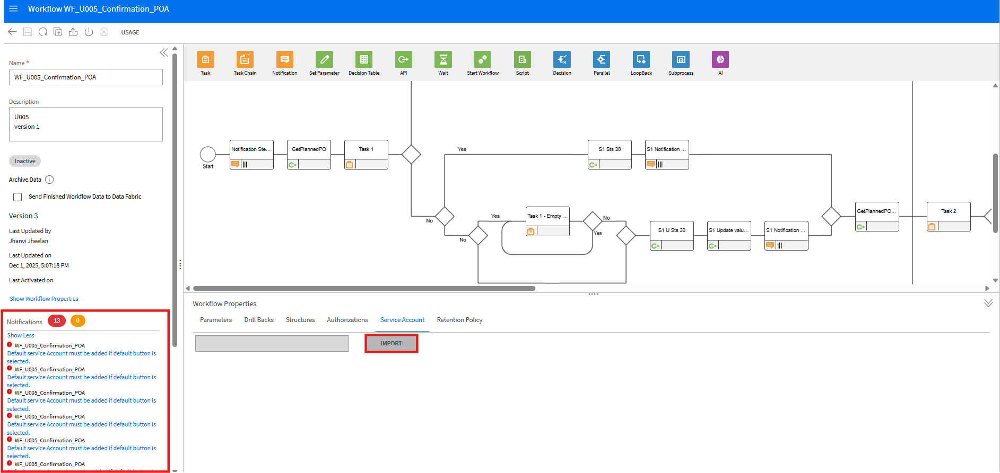 Workflow WF_U005_Confirmation_POA
USAGE
Name *
WF_U005_Confirmation_POA
Description
U005
version 1
Inactive
Archive Data
Send Finished Workflow Data to Data Fabric
Version 3
Last Updated by
Jhanvi Jheelan
Last Updated on
Dec 1, 2025, 5:07:18 PM
Last Activated on
Show Workflow Properties
Notifications 13 0
Show Less
WF_U005_Confirmation_POA
Default service Account must be added if default button is
selected.
WF_U005_Confirmation_POA
Default service Account must be added if default button is
selected.
WF_U005_Confirmation_POA
Default service Account must be added if default button is
selected.
WF_U005_Confirmation_POA
Default service Account must be added if default button is
selected.
WF_U005_Confirmation_POA
Default service Account must be added if default button is
selected.
WF_U005_Confirmation_POA
Task Task Chain Notification Set Parameter Decision Table API Wait Start Workflow Script Decision Parallel LoopBack Subprocess AI
Start
Notification Ste...
GetPlannedPO
Task 1
Yes
S1 Sts 30
S1 Notification ...
No
Yes
Task 1 - Empty ...
No
Yes
No
S1 U Sts 30
S1 Update valu...
S1 Notification ...
GetPlannedPO...
Task 2
Workflow Properties
Parameters Drill Backs Structures Authorizations Service Account Retention Policy
IMPORT